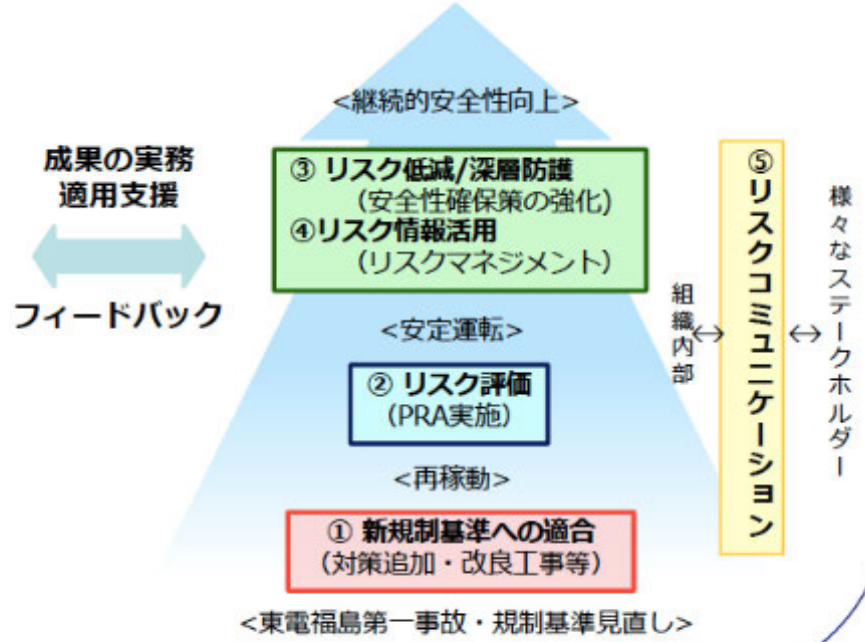 <継続的安全性向上>
成果の実務
適用支援
フィードバック
③ リスク低減/深層防護
(安全性確保策の強化)
④リスク情報活用
（リスクマネジメント）
<安定運転>
② リスク評価
(PRA実施)
<再稼動>
① 新規制基準への適合
（対策追加・改良工事等）
<東電福島第一事故・規制基準見直し>
組織内部
↔
⑤リスクコミュニケーション
↔
様々なステークホルダー